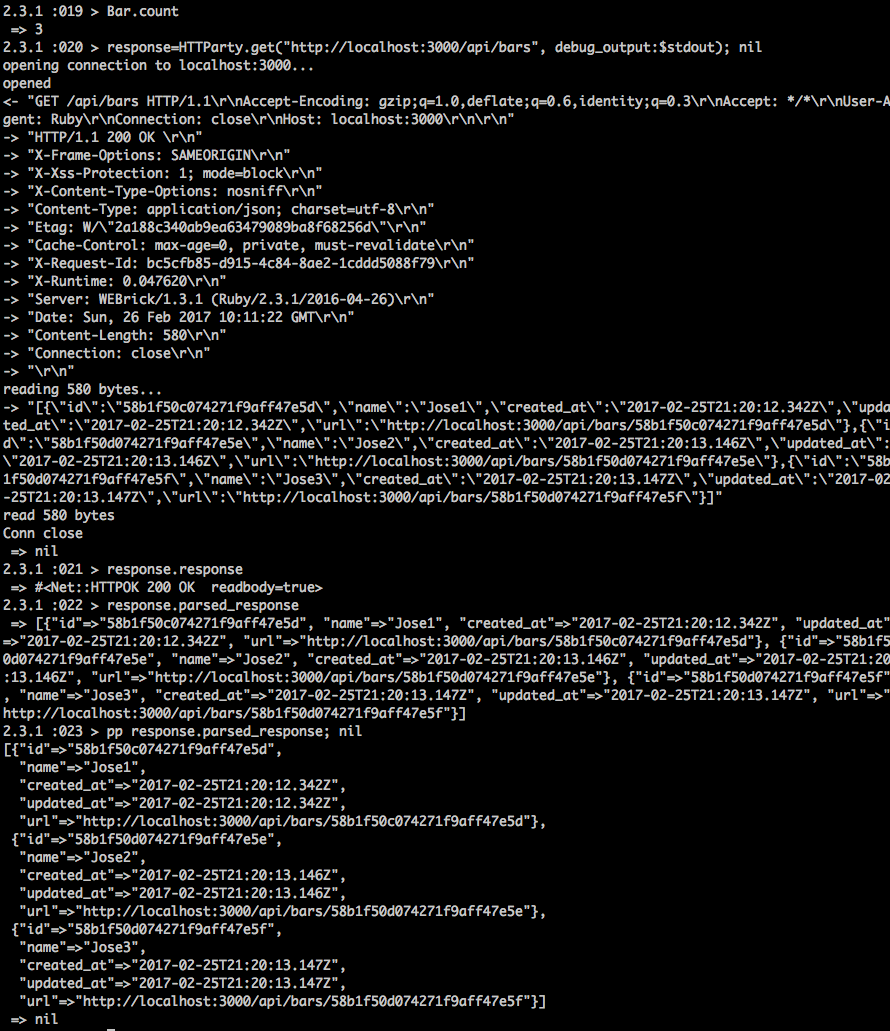 2.3.1 :019 > Bar.count
 => 3
2.3.1 :020 > response=HTTParty.get("http://localhost:3000/api/bars", debug_output:$stdout); nil
opening connection to localhost:3000...
opened
<- "GET /api/bars HTTP/1.1\r\nAccept-Encoding: gzip;q=1.0,deflate;q=0.6,identity;q=0.3\r\nAccept: */*\r\nUser-A
gent: Ruby\r\nConnection: close\r\nHost: localhost:3000\r\n\r\n"
-> "HTTP/1.1 200 OK \r\n"
-> "X-Frame-Options: SAMEORIGIN\r\n"
-> "X-Xss-Protection: 1; mode=block\r\n"
-> "X-Content-Type-Options: nosniff\r\n"
-> "Content-Type: application/json; charset=utf-8\r\n"
-> "Etag: W/\"2a188c340ab9ea63479089ba8f68256d\"\r\n"
-> "Cache-Control: max-age=0, private, must-revalidate\r\n"
-> "X-Request-Id: bc5cfb85-d915-4c84-8ae2-1cddd5088f79\r\n"
-> "X-Runtime: 0.047620\r\n"
-> "Server: WEBrick/1.3.1 (Ruby/2.3.1/2016-04-26)\r\n"
-> "Date: Sun, 26 Feb 2017 10:11:22 GMT\r\n"
-> "Content-Length: 580\r\n"
-> "Connection: close\r\n"
-> "\r\n"
reading 580 bytes...
-> "[{\"id\":\"58b1f50c074271f9aff47e5d\",\"name\":\"Jose1\",\"created_at\":\"2017-02-25T21:20:12.342Z\",\"upda
ted_at\":\"2017-02-25T21:20:12.342Z\",\"url\":\"http://localhost:3000/api/bars/58b1f50c074271f9aff47e5d\"},{\"i
d\":\"58b1f50d074271f9aff47e5e\",\"name\":\"Jose2\",\"created_at\":\"2017-02-25T21:20:13.146Z\",\"updated_at\":
\"2017-02-25T21:20:13.146Z\",\"url\":\"http://localhost:3000/api/bars/58b1f50d074271f9aff47e5e\"},{\"id\":\"58b
1f50d074271f9aff47e5f\",\"name\":\"Jose3\",\"created_at\":\"2017-02-25T21:20:13.147Z\",\"updated_at\":\"2017-02
-25T21:20:13.147Z\",\"url\":\"http://localhost:3000/api/bars/58b1f50d074271f9aff47e5f\"}]"
read 580 bytes
Conn close
 => nil
2.3.1 :021 > response.response
 => #<Net::HTTPOK 200 OK  readbody=true>
2.3.1 :022 > response.parsed_response
 => [{"id"=>"58b1f50c074271f9aff47e5d", "name"=>"Jose1", "created_at"=>"2017-02-25T21:20:12.342Z", "updated_at"
=>"2017-02-25T21:20:12.342Z", "url"=>"http://localhost:3000/api/bars/58b1f50c074271f9aff47e5d"}, {"id"=>"58b1f5
0d074271f9aff47e5e", "name"=>"Jose2", "created_at"=>"2017-02-25T21:20:13.146Z", "updated_at"=>"2017-02-25T21:20
:13.146Z", "url"=>"http://localhost:3000/api/bars/58b1f50d074271f9aff47e5e"}, {"id"=>"58b1f50d074271f9aff47e5f"
, "name"=>"Jose3", "created_at"=>"2017-02-25T21:20:13.147Z", "updated_at"=>"2017-02-25T21:20:13.147Z", "url"=>"
http://localhost:3000/api/bars/58b1f50d074271f9aff47e5f"}]
2.3.1 :023 > pp response.parsed_response; nil
[{"id"=>"58b1f50c074271f9aff47e5d",
  "name"=>"Jose1",
  "created_at"=>"2017-02-25T21:20:12.342Z",
  "updated_at"=>"2017-02-25T21:20:12.342Z",
  "url"=>"http://localhost:3000/api/bars/58b1f50c074271f9aff47e5d"},
 {"id"=>"58b1f50d074271f9aff47e5e",
  "name"=>"Jose2",
  "created_at"=>"2017-02-25T21:20:13.146Z",
  "updated_at"=>"2017-02-25T21:20:13.146Z",
  "url"=>"http://localhost:3000/api/bars/58b1f50d074271f9aff47e5e"},
 {"id"=>"58b1f50d074271f9aff47e5f",
  "name"=>"Jose3",
  "created_at"=>"2017-02-25T21:20:13.147Z",
  "updated_at"=>"2017-02-25T21:20:13.147Z",
  "url"=>"http://localhost:3000/api/bars/58b1f50d074271f9aff47e5f"}]
 => nil